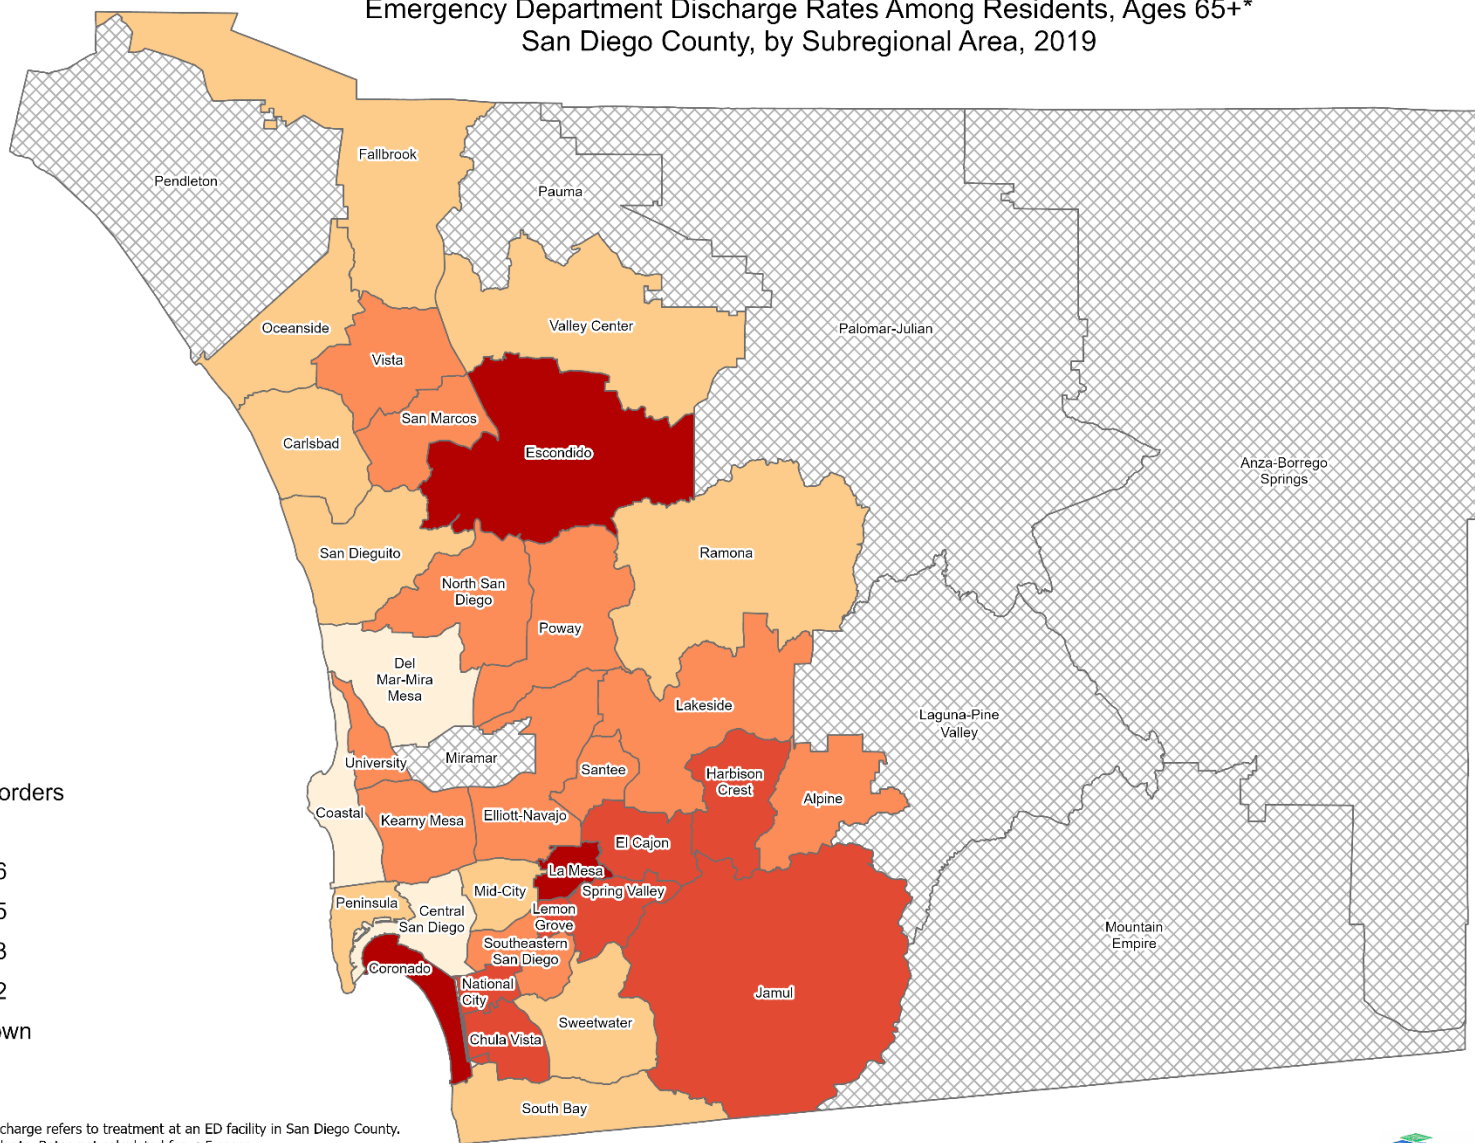 Emergency Department Discharge Rates Among Residents, Ages 65+*
San Diego County, by Subregional Area, 2019
Fallbrook
Pendleton
Pauma
Oceanside
Valley Center
Palomar-Julian
Vista
San Marcos
Carlsbad
Escondido
Anza-Borrego
Springs
San Dieguito
Ramona
North San
Diego
Poway
Del
Mar-Mira
Mesa
Lakeside
Laguna-Pine
Valley
University
Miramar
Santee
Harbison
Crest
Alpine
orders
Coastal
Kearny Mesa
Elliott-Navajo
El Cajon
6
La Mesa
Mid-City
Spring Valley
Peninsula
5
Central
San Diego
Lemon
Grove
Mountain
Empire
Southeastern
San Diego
3
Coronado
National
City
2
Jamul
Sweetwater
own
Chula Vista
South Bay
charge refers to treatment at an ED facility in San Diego County.